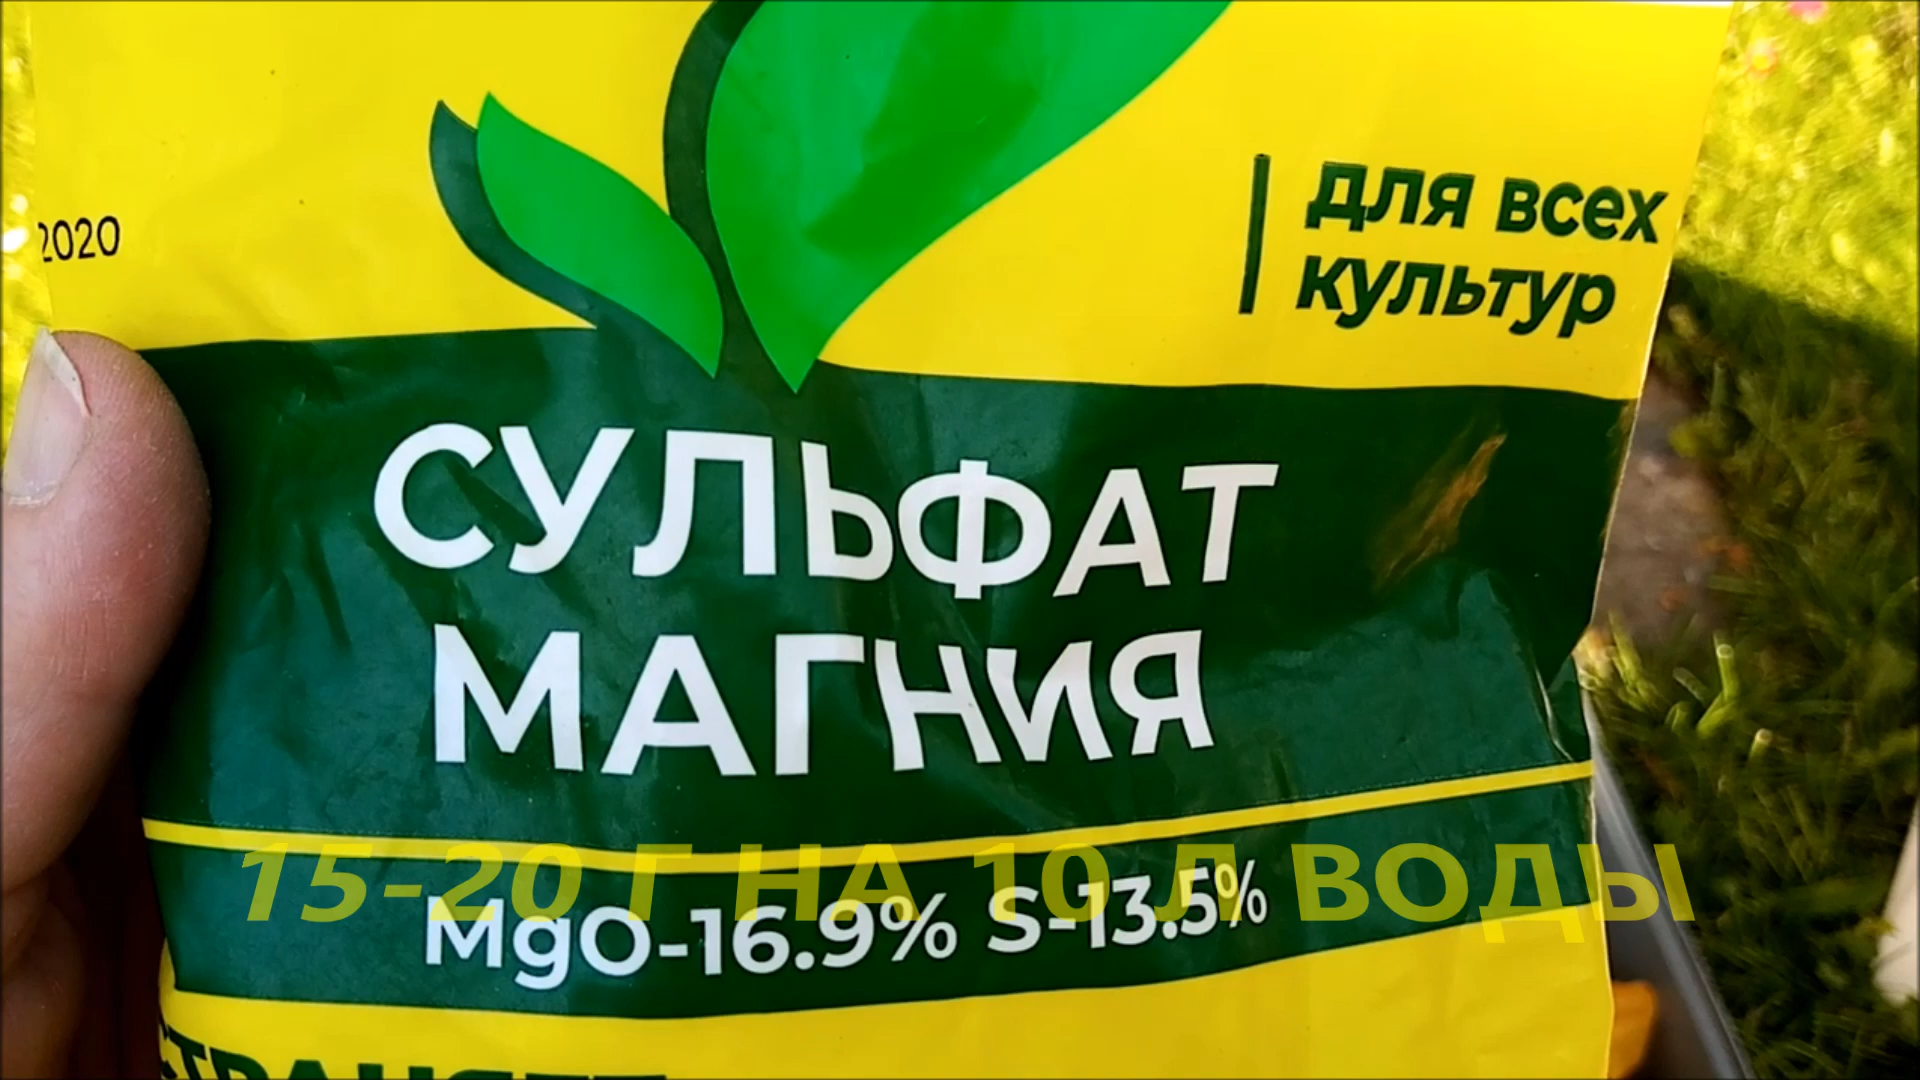 2020
для всех
культур
СУЛЬФАТ
МАГНИЯ
15-20 Г НА 10 Л ВОДЫ
MgO-16.9% S-13.5%